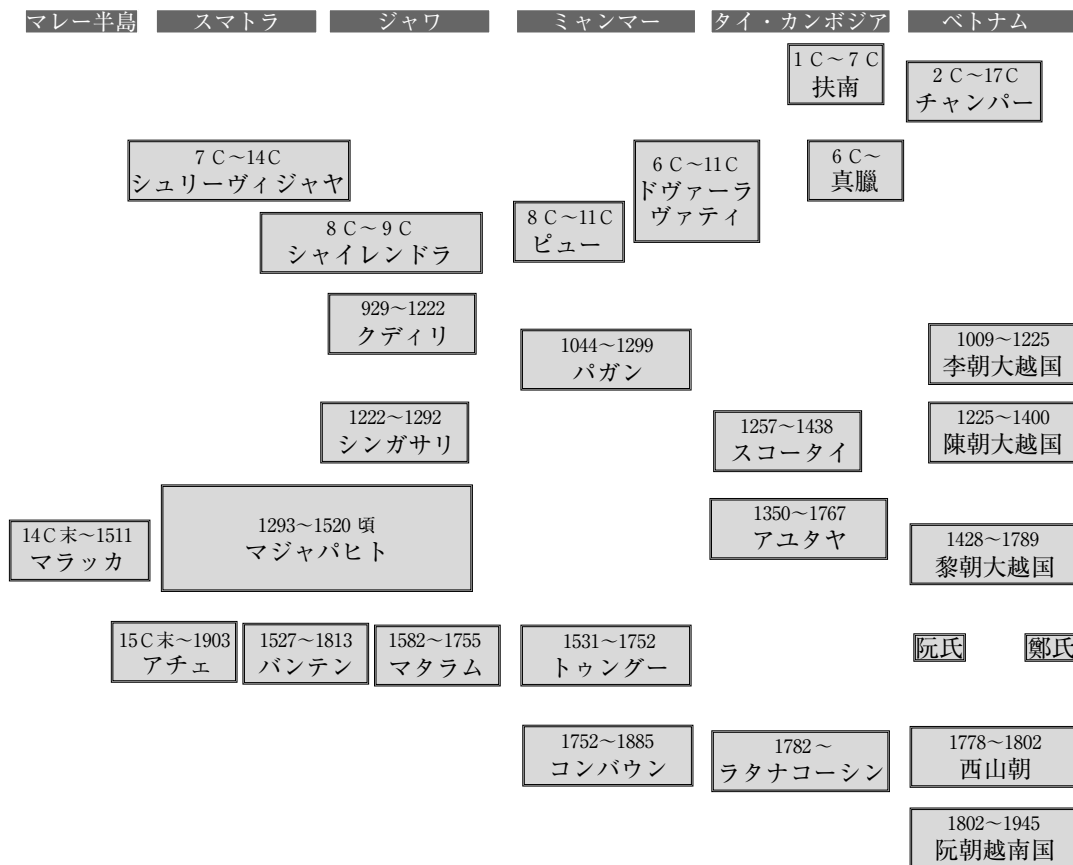 マレー半島
スマトラ
ジャワ
ミャンマー
タイ・カンボジア
ベトナム
1C～7C
扶南
2C～17C
チャンパー
7C～14C
シュリーヴィジャヤ
6C～11C
ドヴァーラ
ヴァティ
6C～
真臘
8C～9C
シャイレンドラ
8C～11C
ピュー
929～1222
クディリ
1044～1299
パガン
1009～1225
李朝大越国
1222～1292
シンガサリ
1257～1438
スコータイ
1225～1400
陳朝大越国
14C末～1511
マラッカ
1293～1520頃
マジャパヒト
1350～1767
アユタヤ
1428～1789
黎朝大越国
15C末～1903
アチェ
1527～1813
バンテン
1582～1755
マタラム
1531～1752
トゥングー
阮氏
鄭氏
1752～1885
コンバウン
1782～
ラタナコーシン
1778～1802
西山朝
1802～1945
阮朝越南国